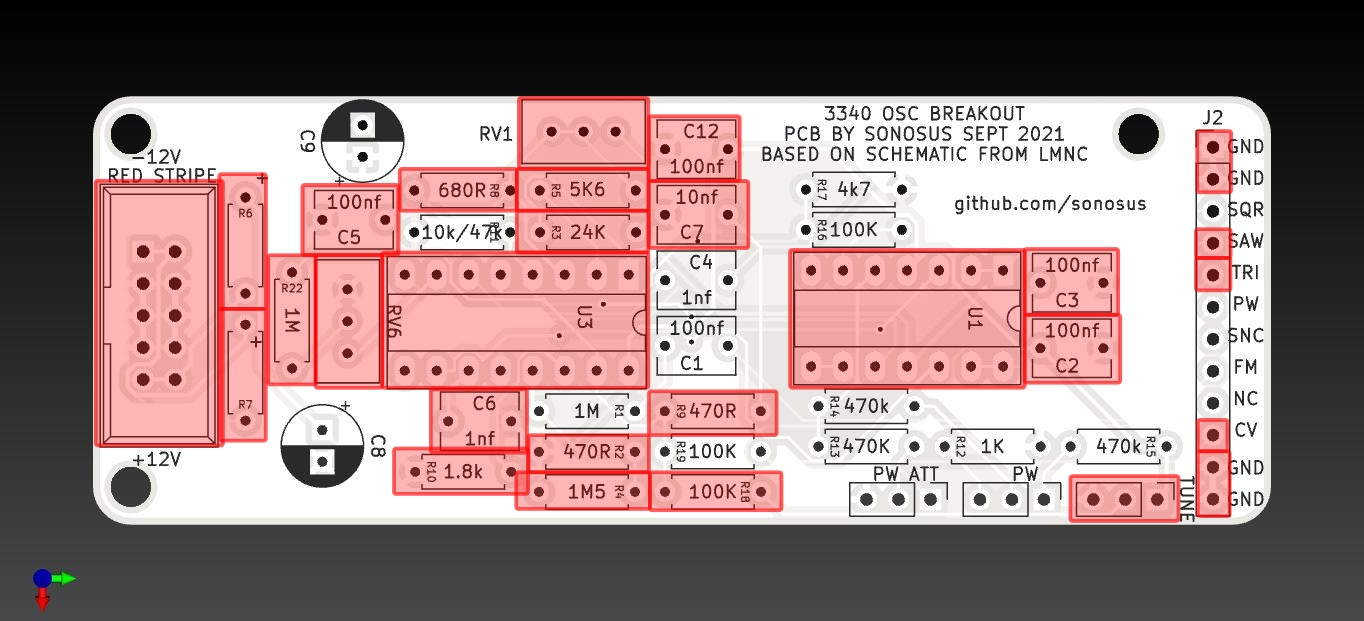 3340 OSC BREAKOUT
PCB BY SONOSUS SEPT 2021
BASED ON SCHEMATIC FROM LMNC
github.com/sonosus
J2
GND
GND
SQR
SAW
TRI
PW
SNC
FM
NC
CV
GND
GND
-12V
RED STRIPE
+12V
C9
+
RV1
C12
100nf
680R R8
R5 5K6
10nf
C7
R17 4k7
+
R6
100nf
C5
10k/47k
R3 24K
R16 100K
R22
1M
RV6
U3
C4
1nf
100nf
C1
U1
100nf
C3
100nf
C2
+
R7
+
C8
C6
1nf
1M R1
R9 470R
R14 470k
R10 1.8k
470R R2
R19 100K
R13 470K
R12 1K
470k R15
1M5 R4
100K R18
PW ATT
PW
TUNE